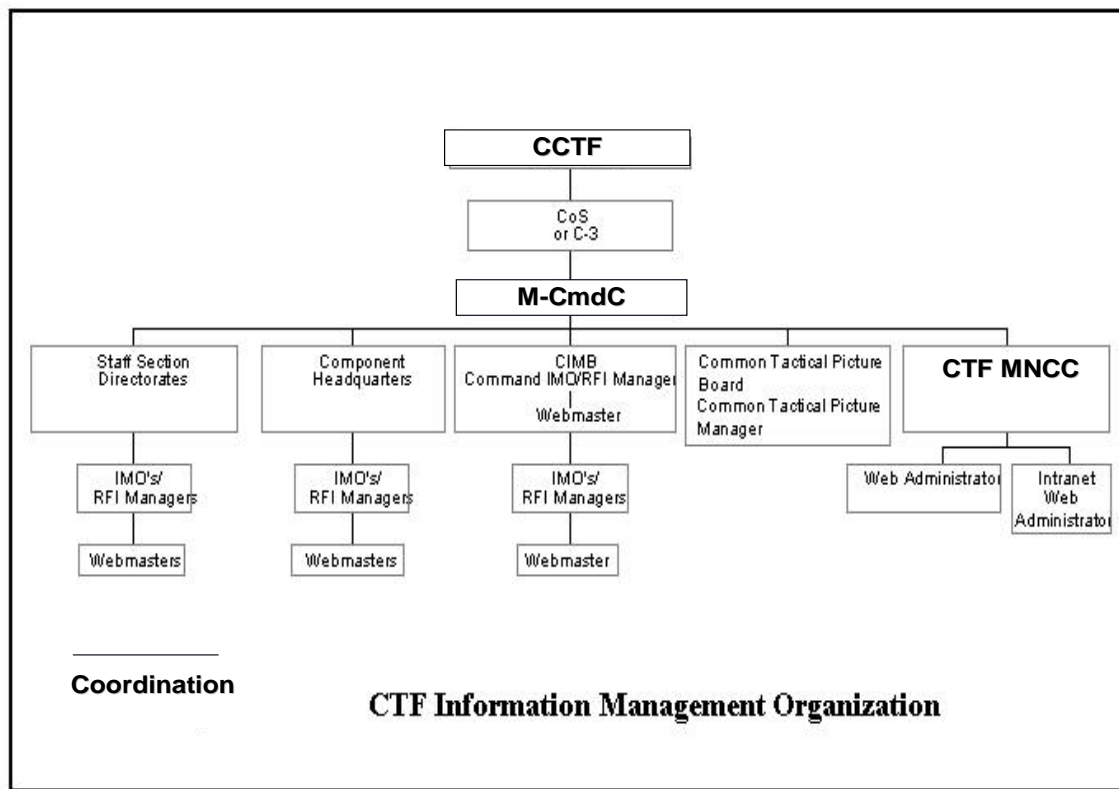 CCTF
CoS
or C-3
M-CmdC
Staff Section
Directorates
Component
Headquarters
CIMB
Command IMO/RFI Manager
Webmaster
Common Tactical Picture
Board
Common Tactical Picture
Manager
CTF MNCC
IMO's/
RFI Managers
IMO's/
RFI Managers
IMO's/
RFI Managers
Web Administrator
Intranet
Web
Administrator
Webmasters
Webmasters
Webmaster
Coordination
CTF Information Management Organization